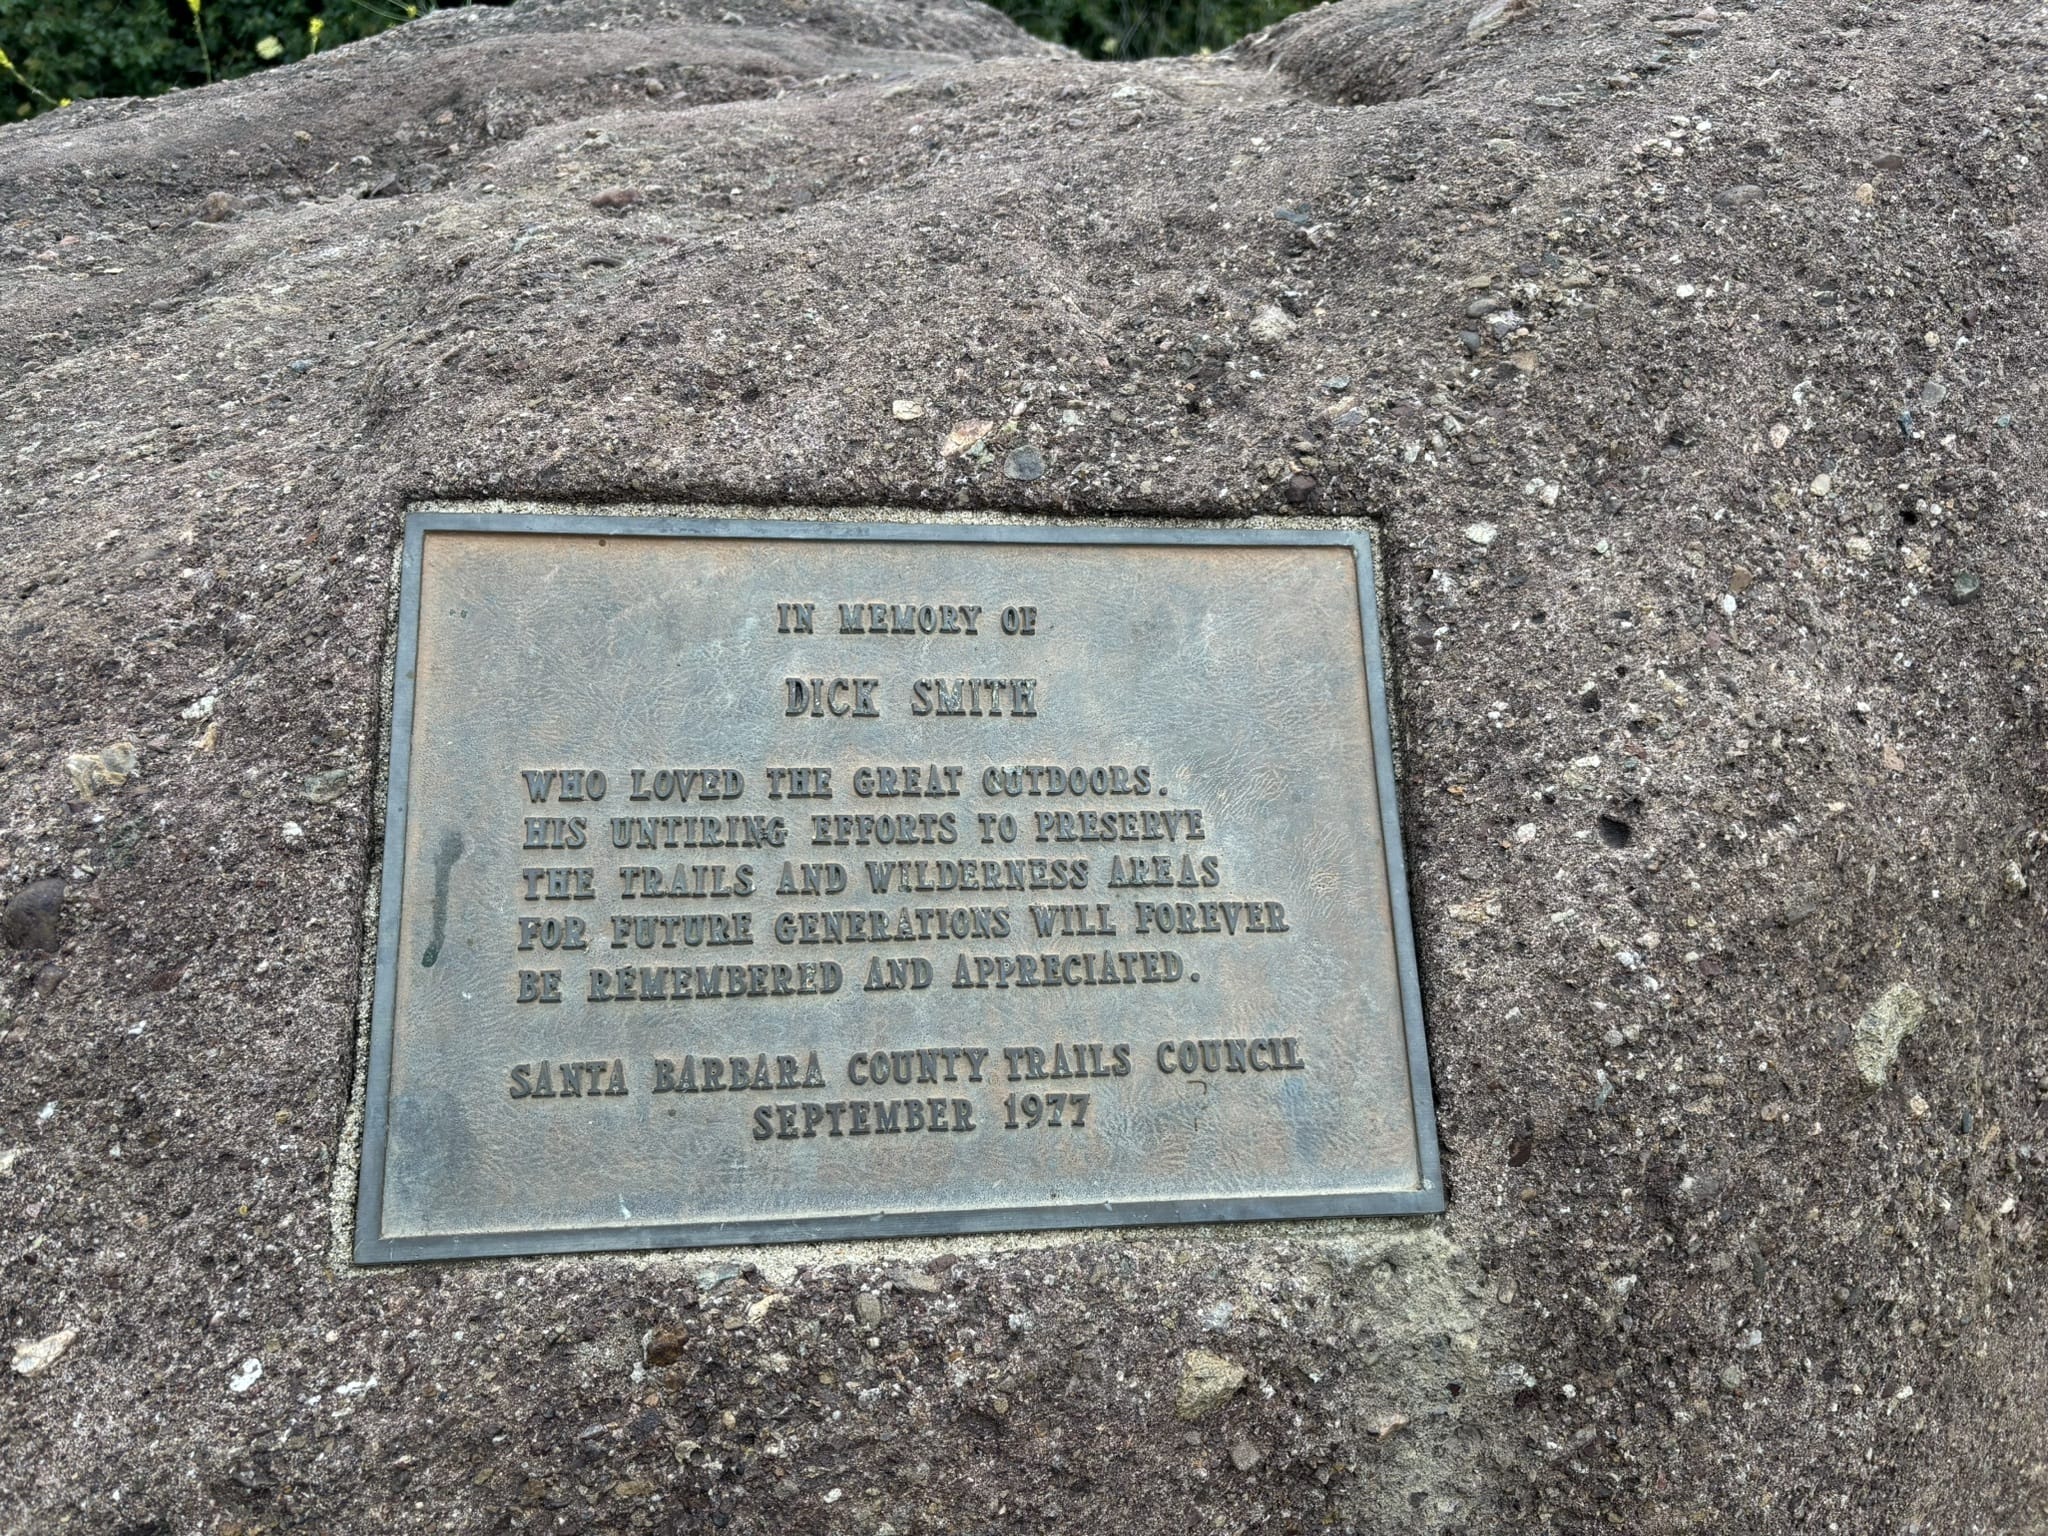 IN MEMORY OF
DICK SMITH
WHO LOVED THE GREAT OUTDOORS.
HIS UNTIRING EFFORTS TO PRESERVE
THE TRAILS AND WILDERNESS AREAS
FOR FUTURE GENERATIONS WILL FOREVER
BE REMEMBERED AND APPRECIATED.
SANTA BARBARA COUNTY TRAILS COUNCIL
SEPTEMBER 1977